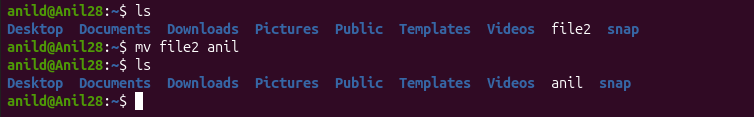 anild@Anil28:~$ ls
Desktop Documents Downloads Pictures Public Templates Videos file2 snap
anild@Anil28:~$ mv file2 anil
anild@Anil28:~$ ls
Desktop Documents Downloads Pictures Public Templates Videos anil snap
anild@Anil28:~$